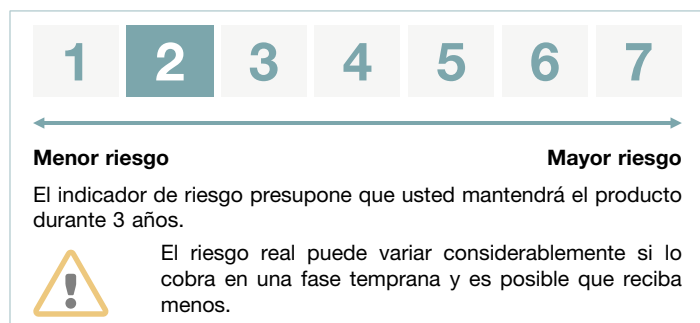 1 2 3 4 5 6 7
Menor riesgo Mayor riesgo
El indicador de riesgo presupone que usted mantendrá el producto
durante 3 años.
El riesgo real puede variar considerablemente si lo
cobra en una fase temprana y es posible que reciba
menos.